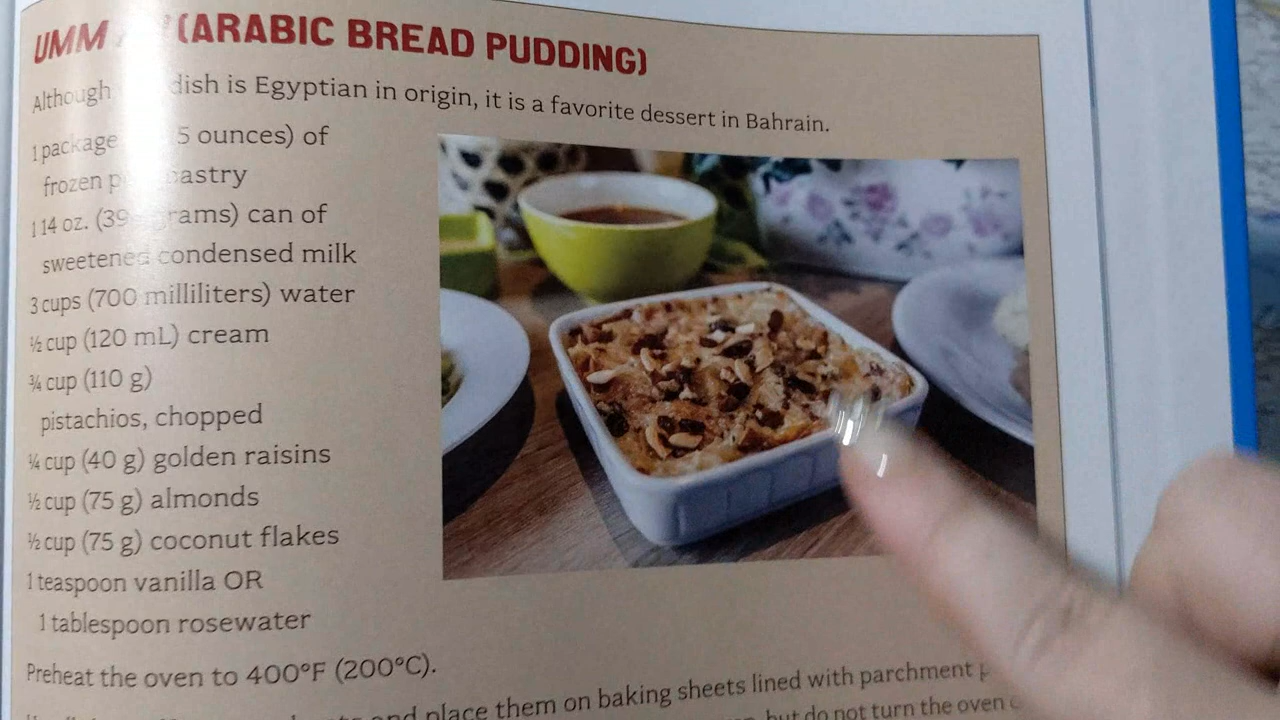 UMM (ARABIC BREAD PUDDING)
Although dish is Egyptian in origin, it is a favorite dessert in Bahrain.
1 package 5 ounces) of
frozen pastry
1 14 oz. (39 grams) can of
sweetened condensed milk
3 cups (700 milliliters) water
½ cup (120 mL) cream
¾ cup (110 g)
pistachios, chopped
¼ cup (40 g) golden raisins
½ cup (75 g) almonds
½ cup (75 g) coconut flakes
1 teaspoon vanilla OR
1 tablespoon rosewater
Preheat the oven to 400°F (200°C).
and place them on baking sheets lined with parchment
but do not turn the oven